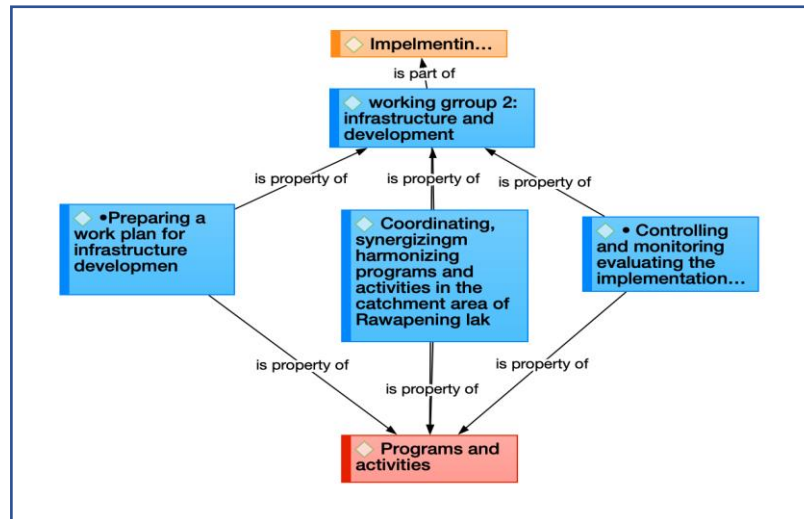 Impelmentin…
is part of
working grroup 2:
infrastructure and
development
is property of
is property of
is property of
•Preparing a
work plan for
infrastructure
developmen
Coordinating,
synergizingm
harmonizing
programs and
activities in the
catchment area of
Rawapening lak
• Controlling
and monitoring
evaluating the
implementation…
is property of
is property of
is property of
Programs and
activities